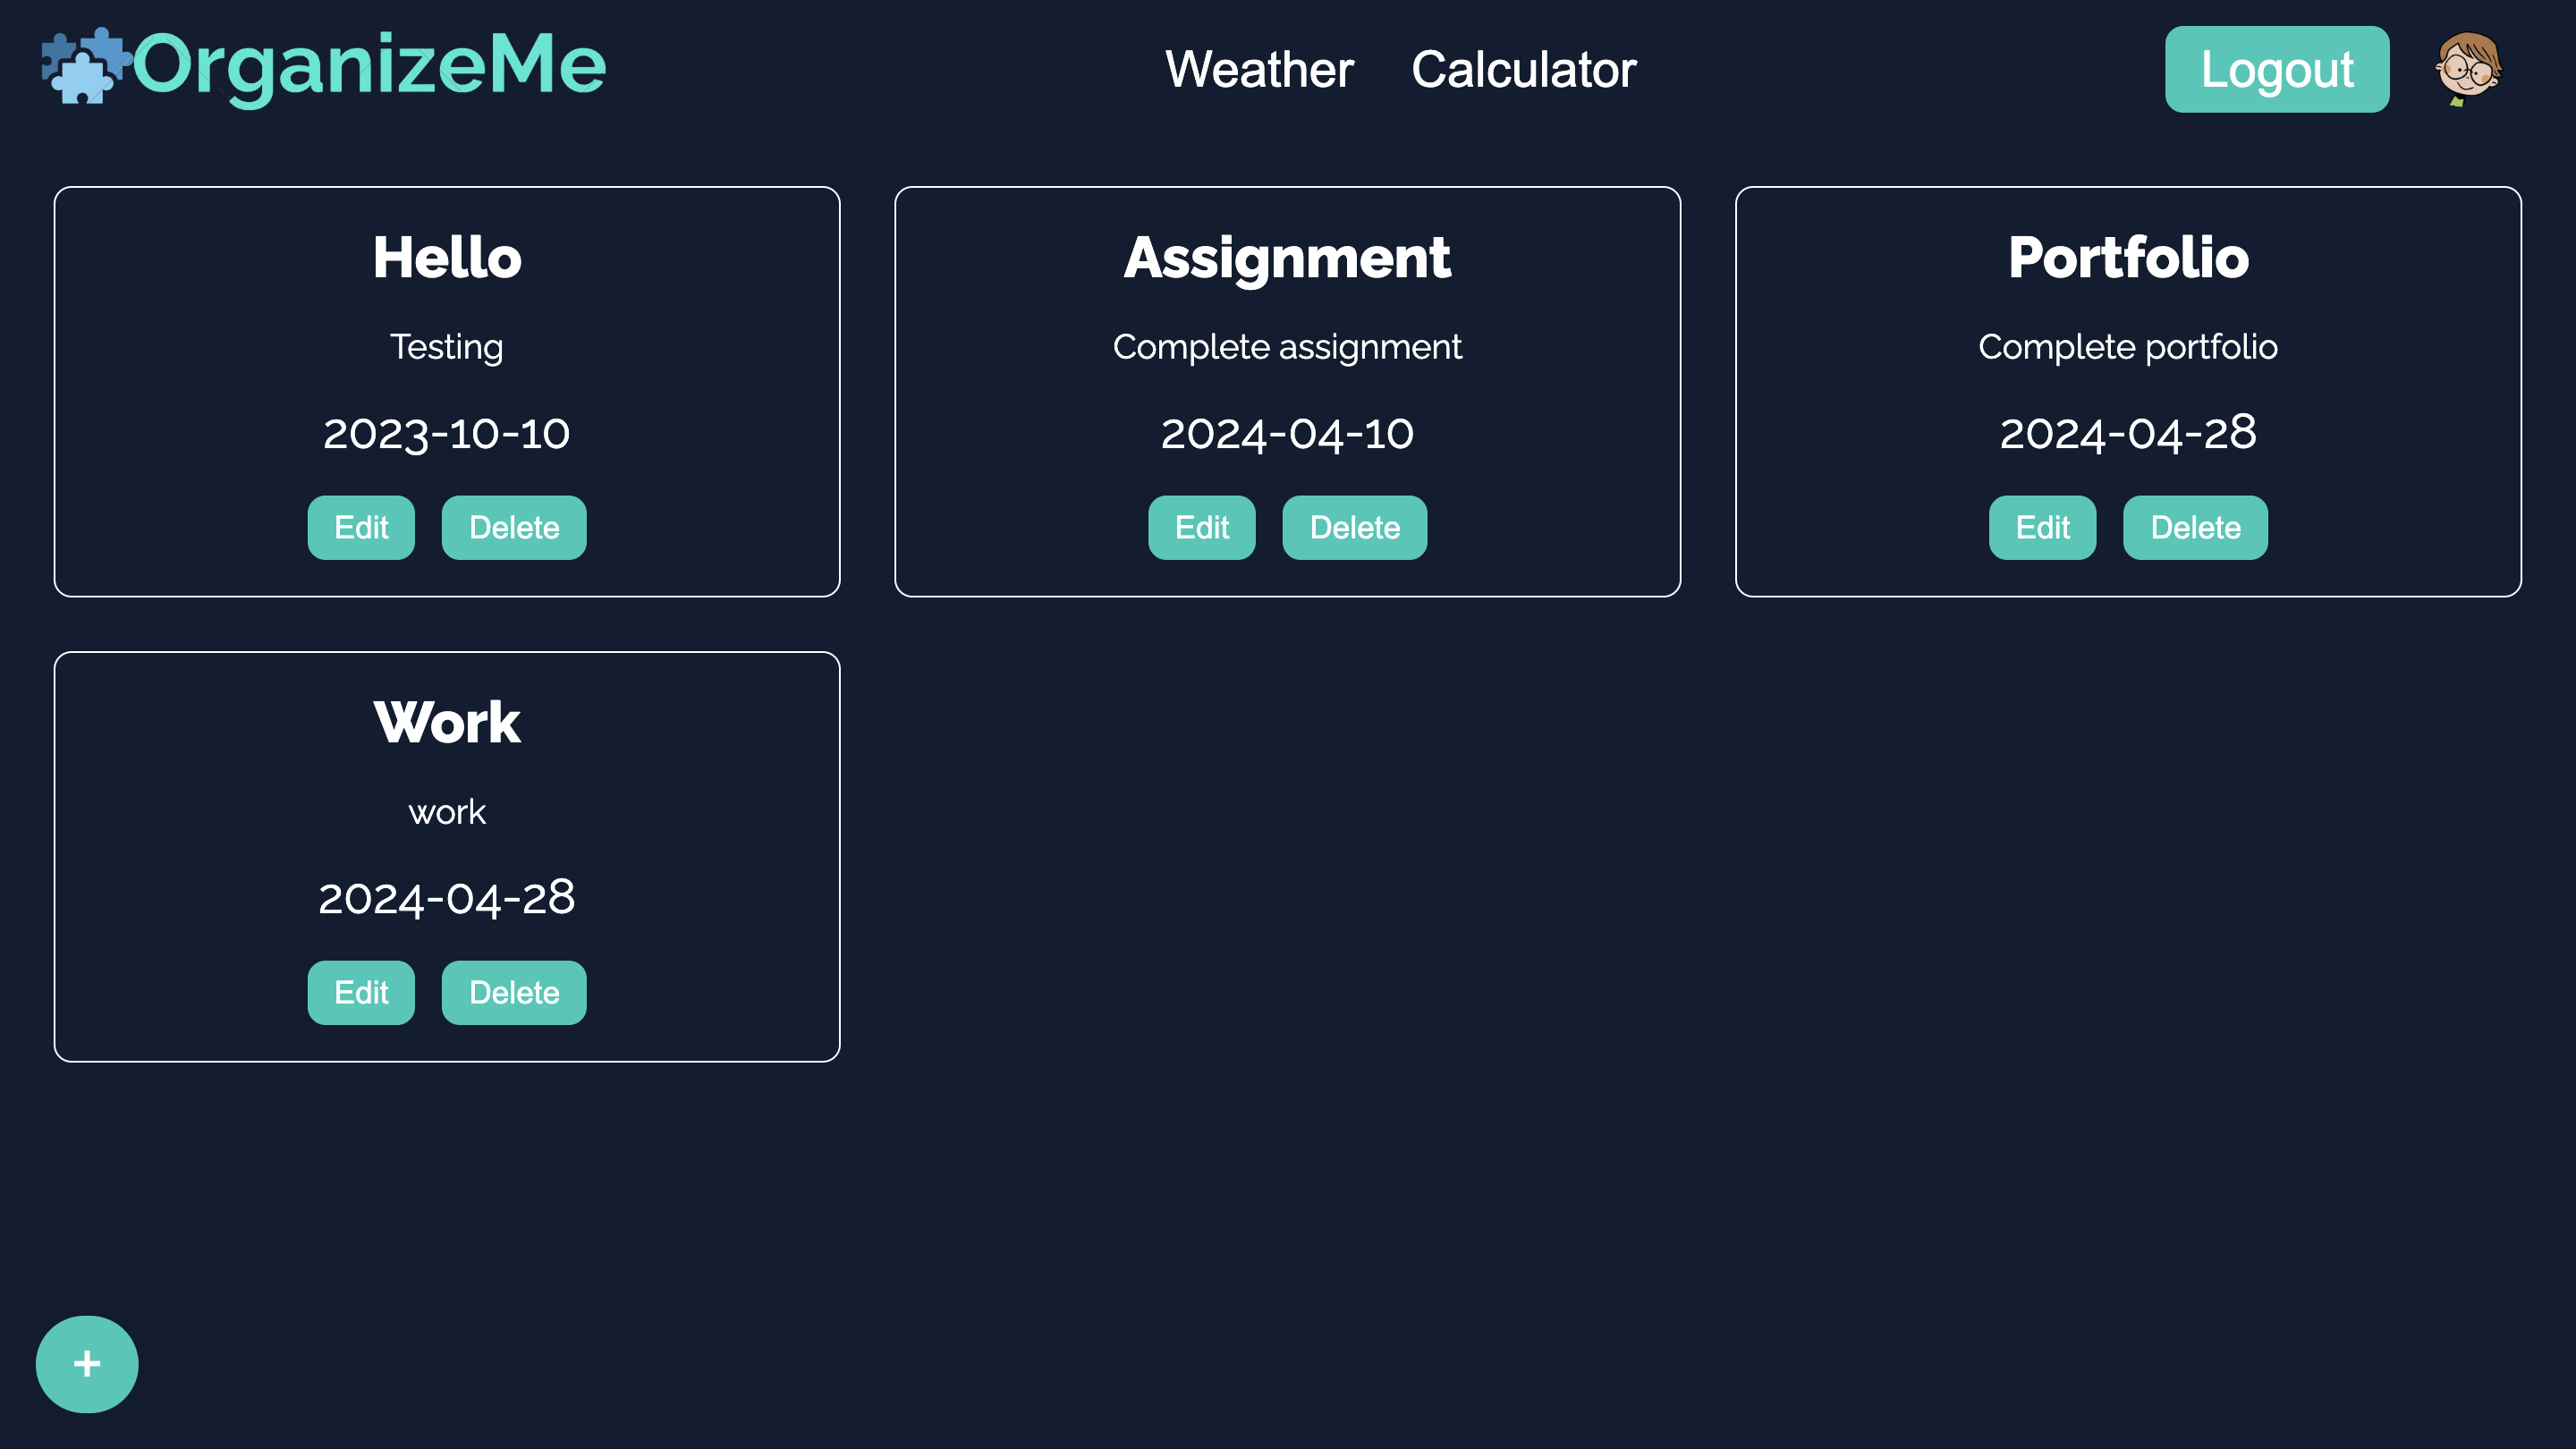 OrganizeMe
Weather Calculator
Logout
Hello
Testing
2023-10-10
Edit Delete
Assignment
Complete assignment
2024-04-10
Edit Delete
Portfolio
Complete portfolio
2024-04-28
Edit Delete
Work
work
2024-04-28
Edit Delete
+